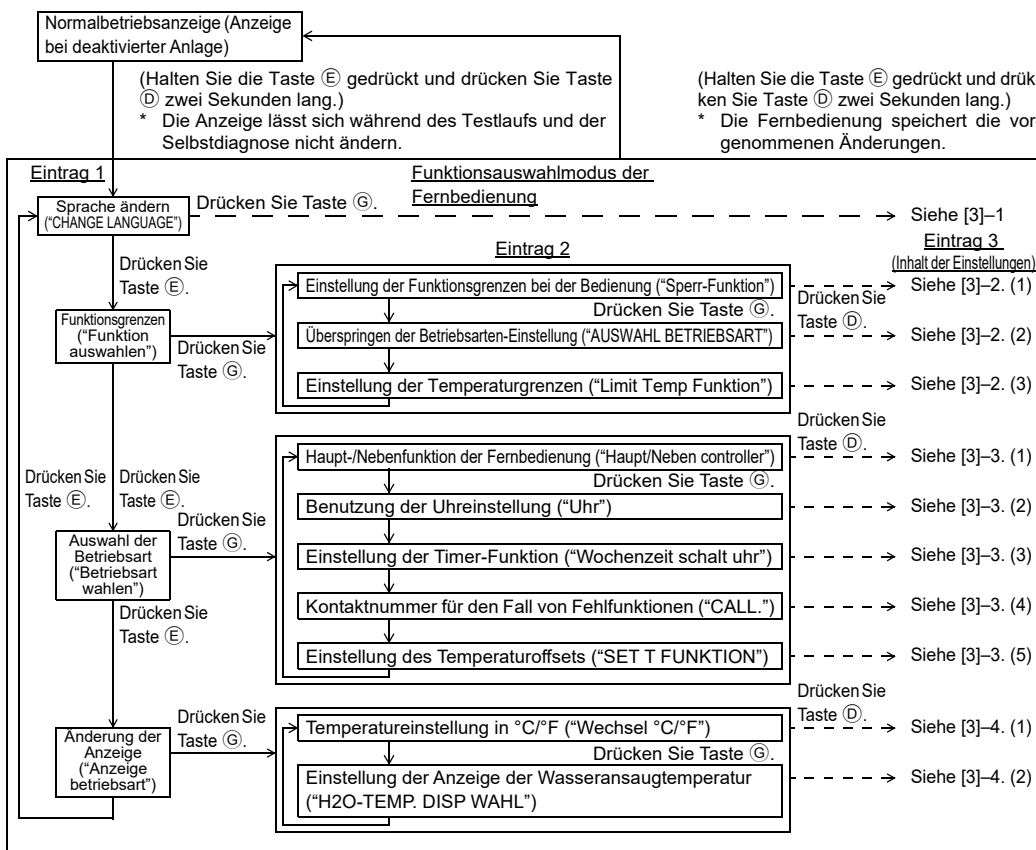 Normalbetriebsanzeige (Anzeige
bei deaktivierter Anlage)
(Halten Sie die Taste Ⓔ gedrückt und drücken Sie Taste
Ⓓ zwei Sekunden lang.)
* Die Anzeige lässt sich während des Testlaufs und der
Selbstdiagnose nicht ändern.
(Halten Sie die Taste Ⓔ gedrückt und drük
ken Sie Taste Ⓓ zwei Sekunden lang.)
* Die Fernbedienung speichert die vor
genommenen Änderungen.
Eintrag 1
Funktionsauswahlmodus der
Fernbedienung
Sprache ändern
("CHANGE LANGUAGE")
Drücken Sie Taste Ⓖ.
Siehe [3]–1
Eintrag 2
Eintrag 3
(Inhalt der Einstellungen)
Drücken Sie
Taste Ⓔ.
Einstellung der Funktionsgrenzen bei der Bedienung ("Sperr-Funktion")
Siehe [3]–2. (1)
Drücken Sie Taste Ⓖ.
Drücken Sie
Taste Ⓓ.
Funktionsgrenzen
("Funktion
auswahlen")
Drücken Sie
Taste Ⓖ.
Überspringen der Betriebsarten-Einstellung ("AUSWAHL BETRIEBSART")
Siehe [3]–2. (2)
Einstellung der Temperaturgrenzen ("Limit Temp Funktion")
Siehe [3]–2. (3)
Drücken Sie
Taste Ⓓ.
Haupt-/Nebenfunktion der Fernbedienung ("Haupt/Neben controller")
Siehe [3]–3. (1)
Drücken Sie Taste Ⓖ.
Drücken Sie
Taste Ⓔ.
Drücken Sie
Taste Ⓔ.
Benutzung der Uhreinstellung ("Uhr")
Siehe [3]–3. (2)
Drücken Sie
Taste Ⓖ.
Auswahl der
Betriebsart
("Betriebsart
wahlen")
Einstellung der Timer-Funktion ("Wochenzeit schalt uhr")
Siehe [3]–3. (3)
Kontaktnummer für den Fall von Fehlfunktionen ("CALL.")
Siehe [3]–3. (4)
Drücken Sie
Taste Ⓔ.
Einstellung des Temperaturoffsets ("SET T FUNKTION")
Siehe [3]–3. (5)
Drücken Sie
Taste Ⓓ.
Drücken Sie
Taste Ⓖ.
Temperatureinstellung in °C/°F ("Wechsel °C/°F")
Siehe [3]–4. (1)
Änderung der
Anzeige
("Anzeige
betriebsart")
Drücken Sie Taste Ⓖ.
Einstellung der Anzeige der Wasseransaugtemperatur
("H2O-TEMP. DISP WAHL")
Siehe [3]–4. (2)